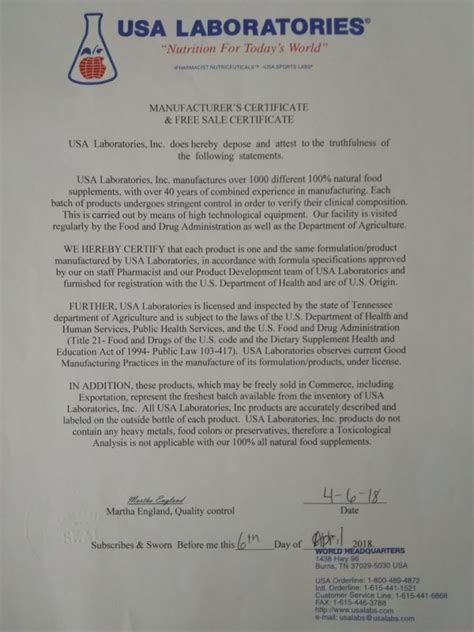 USA LABORATORIES®
"Nutrition For Today's World"
•PHARMACIST NUTRICEUTICALS™ •USA SPORTS LABS®
MANUFACTURER'S CERTIFICATE
& FREE SALE CERTIFICATE
USA Laboratories, Inc. does hereby depose and attest to the truthfulness of
the following statements.
USA Laboratories, Inc. manufactures over 1000 different 100% natural food
supplements, with over 40 years of combined experience in manufacturing. Each
batch of products undergoes stringent control in order to verify their clinical composition.
This is carried out by means of high technological equipment. Our facility is visited
regularly by the Food and Drug Administration as well as the Department of Agriculture.
WE HEREBY CERTIFY that each product is one and the same formulation/product
manufactured by USA Laboratories, in accordance with formula specifications approved
by our on staff Pharmacist and our Product Development team of USA Laboratories and
furnished for registration with the U.S. Department of Health and are of U.S. Origin.
FURTHER, USA Laboratories is licensed and inspected by the state of Tennessee
department of Agriculture and is subject to the laws of the U.S. Department of Health and
Human Services, Public Health Services, and the U.S. Food and Drug Administration
(Title 21- Food and Drugs of the U.S. code and the Dietary Supplement Health and
Education Act of 1994- Public Law 103-417). USA Laboratories observes current Good
Manufacturing Practices in the manufacture of its formulation/products, under license.
IN ADDITION, these products, which may be freely sold in Commerce, including
Exportation, represent the freshest batch available from the inventory of USA
Laboratories, Inc. All USA Laboratories, Inc products are accurately described and
labeled on the outside bottle of each product. USA Laboratories, Inc. products do not
contain any heavy metals, food colors or preservatives, therefore a Toxicological
Analysis is not applicable with our 100% all natural food supplements.
Martha England 4-6-18
Martha England, Quality control Date
Subscribes & Sworn Before me this 6th Day of April 2018.
WORLD HEADQUARTERS
1438 Hwy 96
Burns, TN 37029-5030 USA
USA Orderline: 1-800-489-4872
Int'l Orderline: 1-615-441-1521
Customer Service Line: 1-615-441-6868
FAX: 1-615-446-3788
http://www.usalabs.com
e-mail: usalabs@usalabs.com